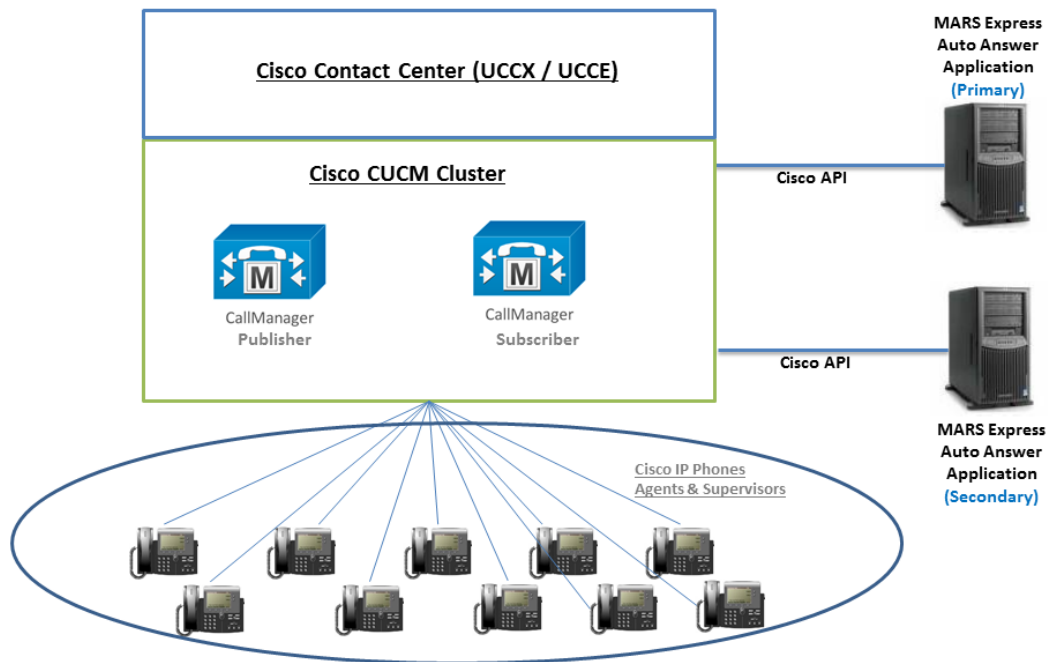 Cisco Contact Center (UCCX / UCCE)
MARS Express
Auto Answer
Application
(Primary)
Cisco CUCM Cluster
Cisco API
M
CallManager
Publisher
M
CallManager
Subscriber
Cisco API
MARS Express
Auto Answer
Application
(Secondary)
Cisco IP Phones
Agents & Supervisors